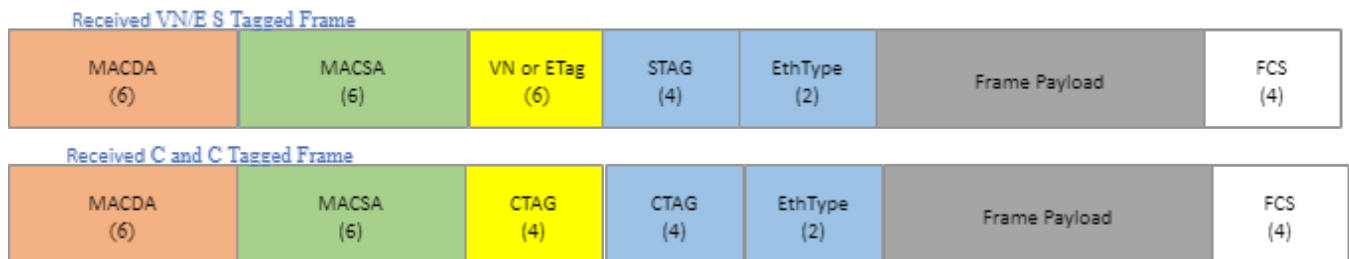 Received VN/E S Tagged Frame
MACDA MACSA VN or ETag STAG EthType Frame Payload FCS
(6) (6) (6) (4) (2) (4)
Received C and C Tagged Frame
MACDA MACSA CTAG CTAG EthType Frame Payload FCS
(6) (6) (4) (4) (2) (4)